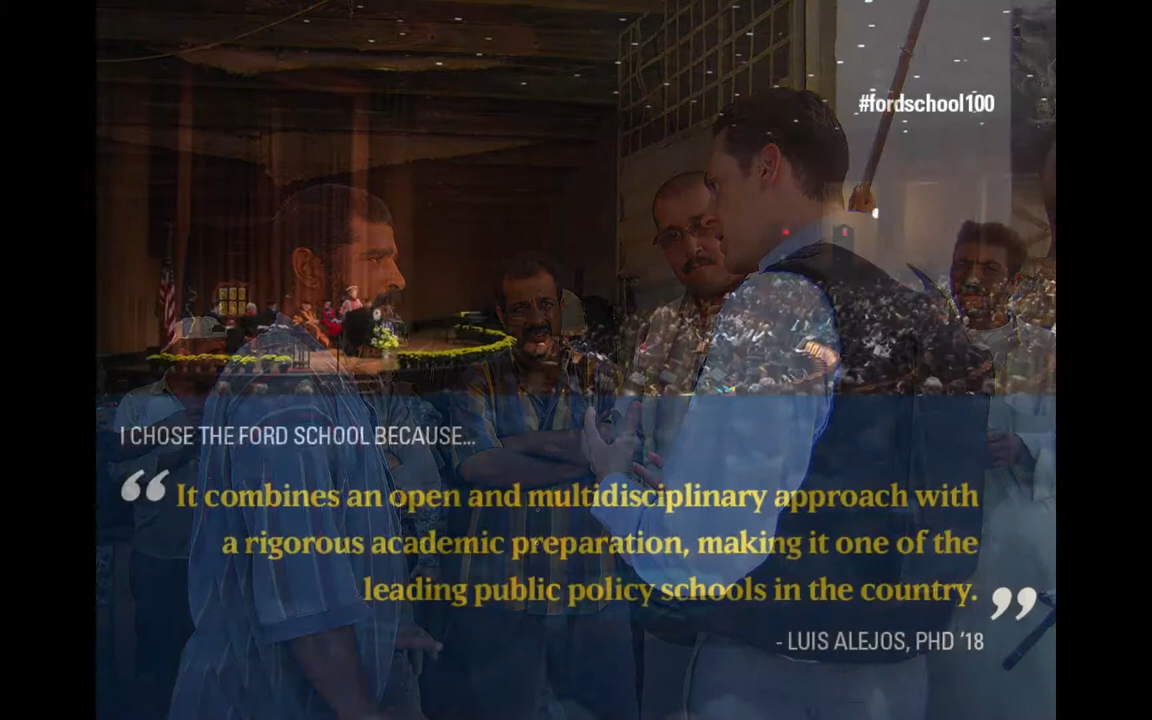 #fordschool100
I CHOSE THE FORD SCHOOL BECAUSE...
“ It combines an open and multidisciplinary approach with
a rigorous academic preparation, making it one of the
leading public policy schools in the country. ”
- LUIS ALEJOS, PHD ’18